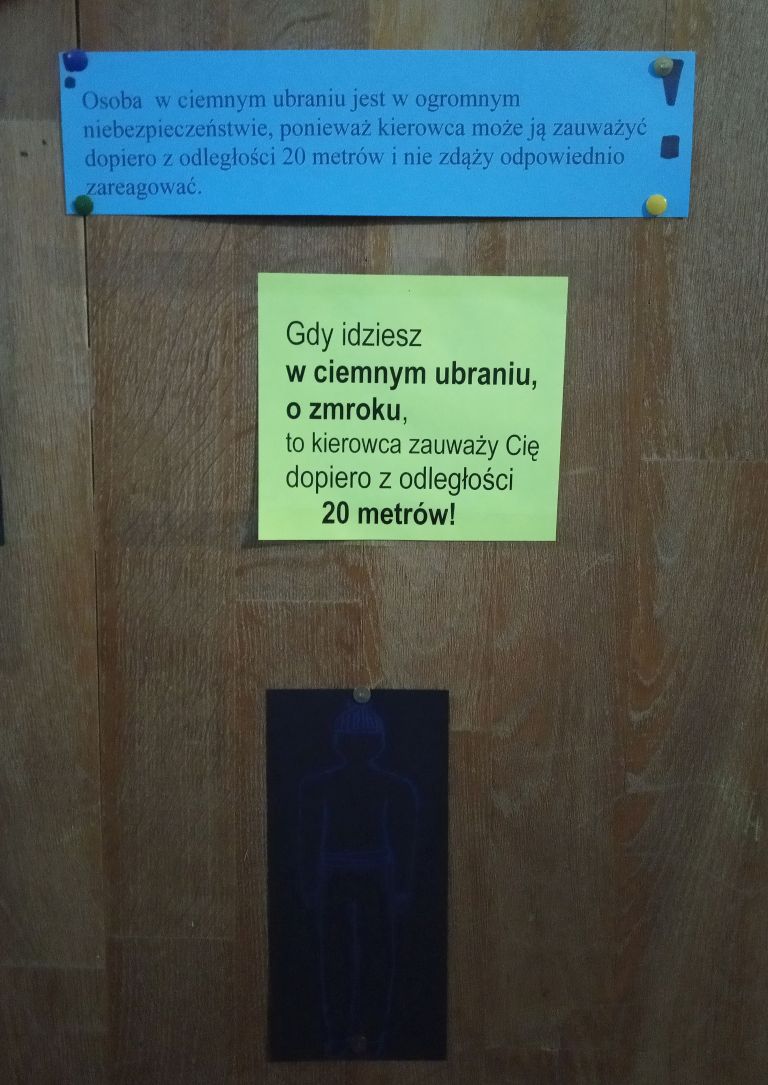 Osoba w ciemnym ubraniu jest w ogromnym
niebezpieczeństwie, ponieważ kierowca może ją zauważyć
dopiero z odległości 20 metrów i nie zdąży odpowiednio
zareagować.
Gdy idziesz
w ciemnym ubraniu,
o zmroku,
to kierowca zauważy Cię
dopiero z odległości
20 metrów!